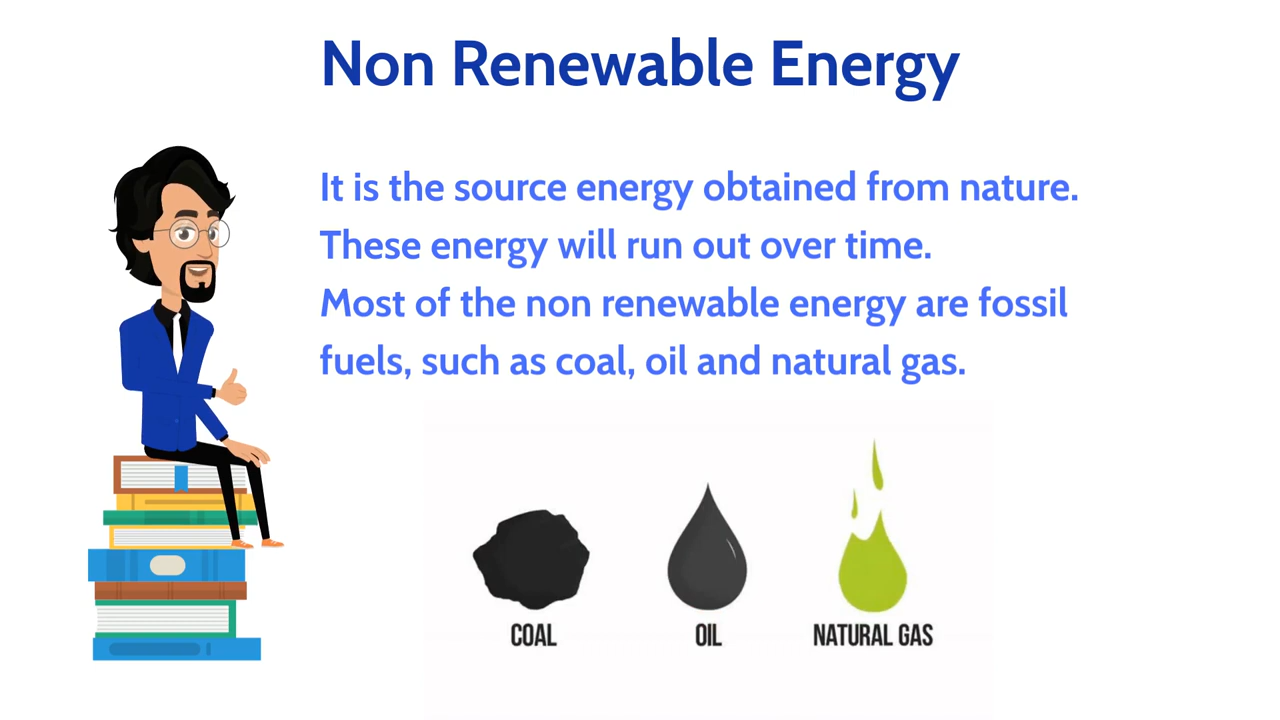 Non Renewable Energy
It is the source energy obtained from nature.
These energy will run out over time.
Most of the non renewable energy are fossil
fuels, such as coal, oil and natural gas.
COAL
OIL
NATURAL GAS